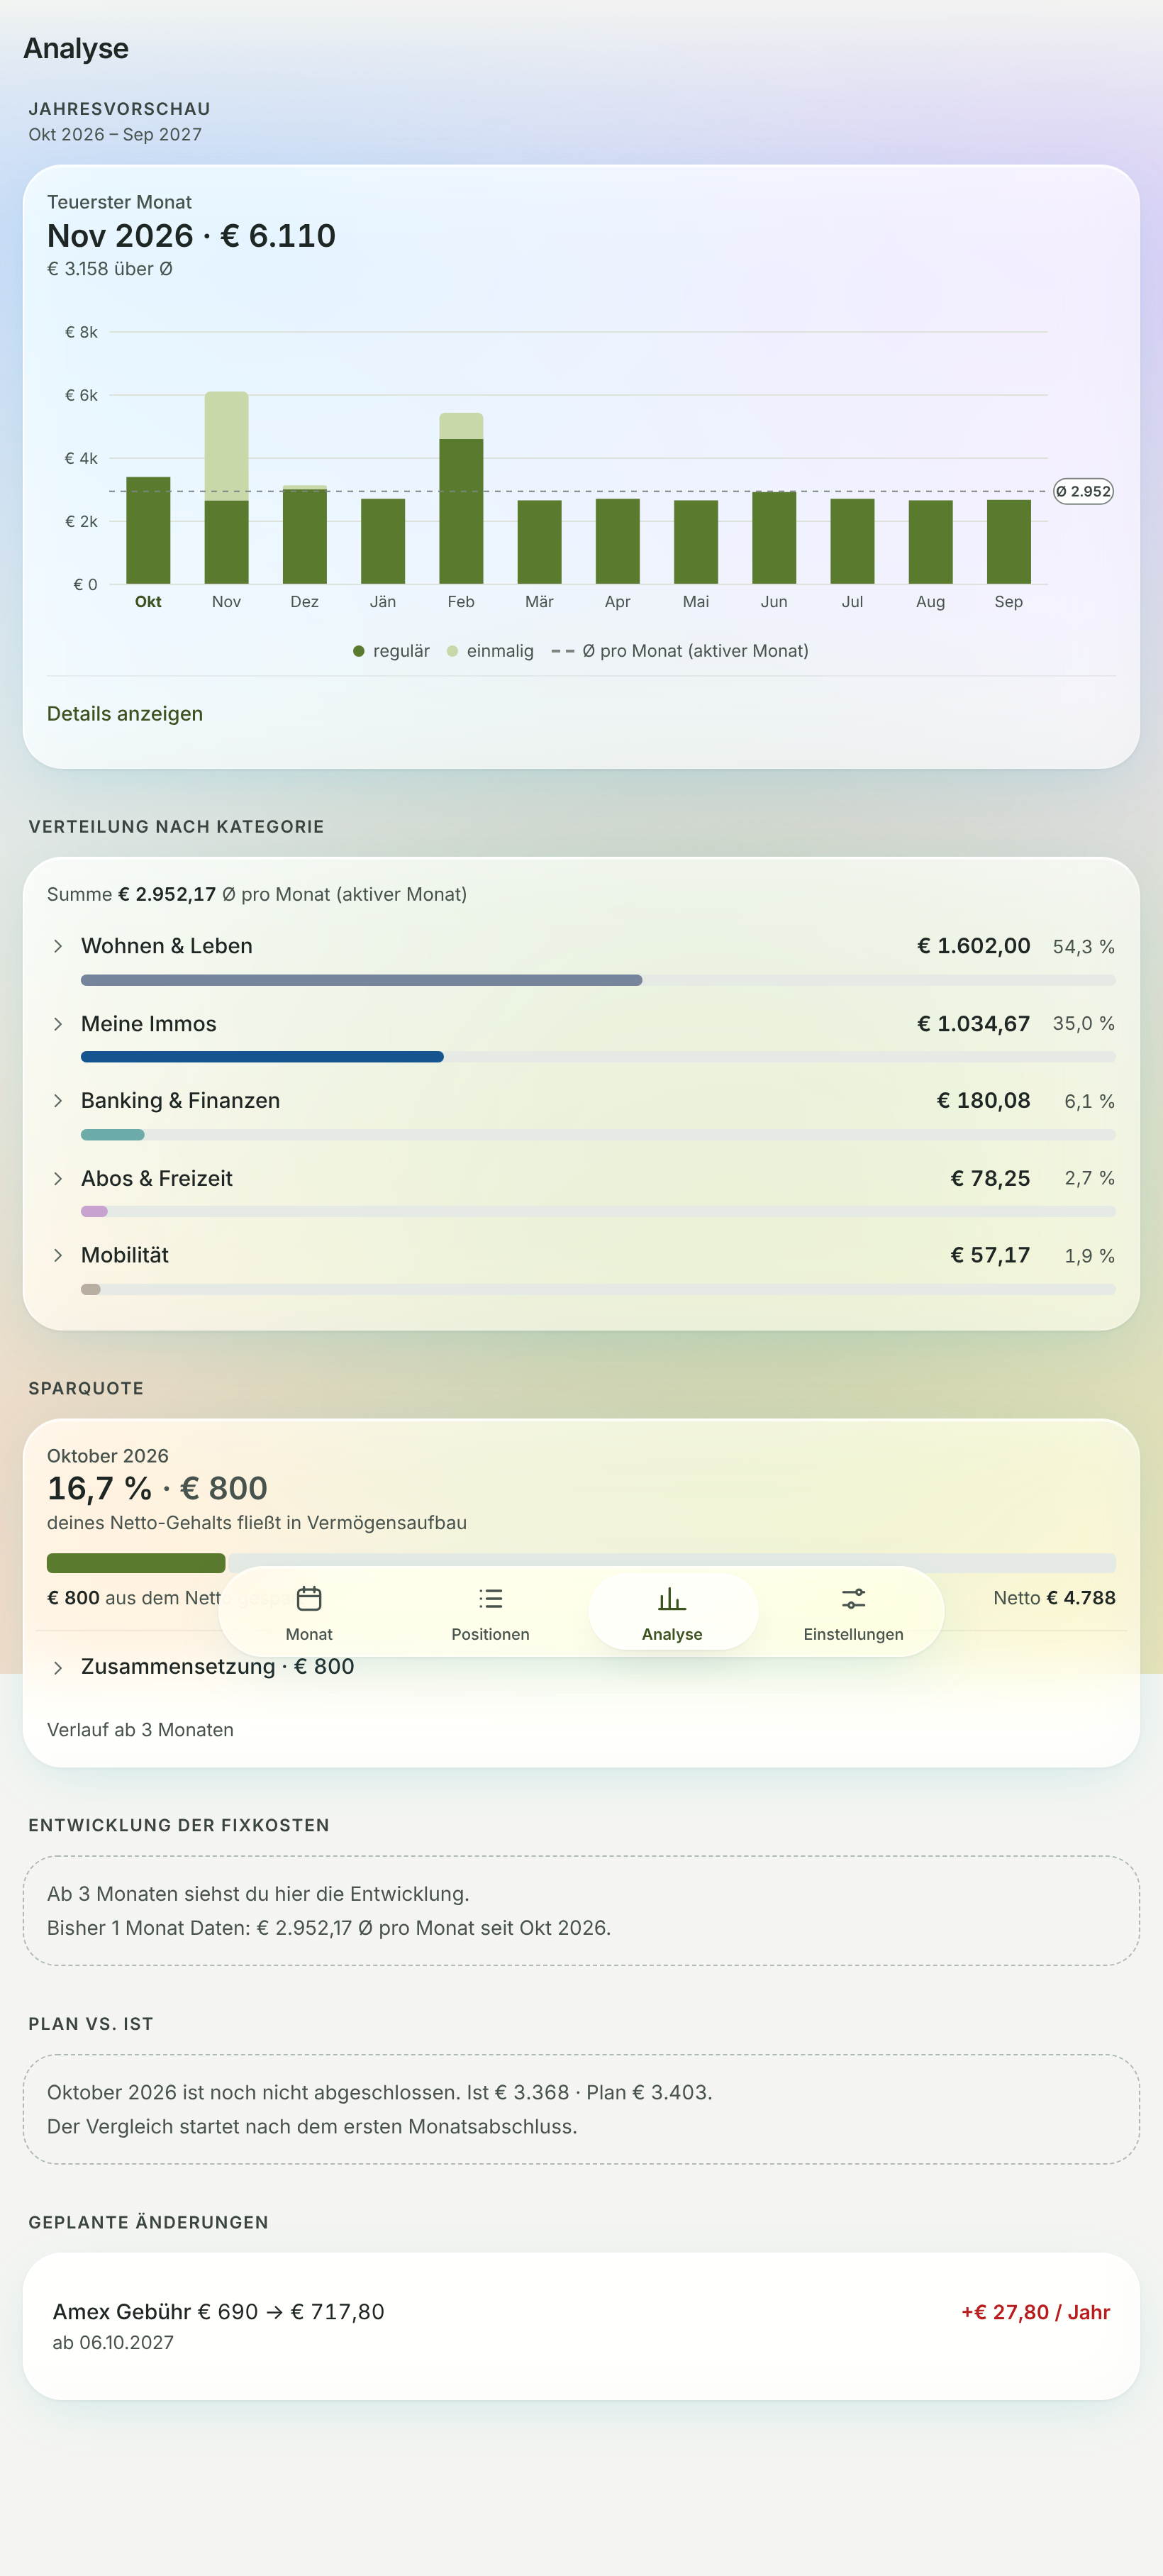 Analyse
JAHRESVORSCHAU
Okt 2026 – Sep 2027
Teuerster Monat
Nov 2026 · € 6.110
€ 3.158 über Ø
€ 8k
€ 6k
€ 4k
€ 2k
€ 0
Ø 2.952
Okt Nov Dez Jän Feb Mär Apr Mai Jun Jul Aug Sep
regulär einmalig Ø pro Monat (aktiver Monat)
Details anzeigen
VERTEILUNG NACH KATEGORIE
Summe € 2.952,17 Ø pro Monat (aktiver Monat)
Wohnen & Leben € 1.602,00 54,3 %
Meine Immos € 1.034,67 35,0 %
Banking & Finanzen € 180,08 6,1 %
Abos & Freizeit € 78,25 2,7 %
Mobilität € 57,17 1,9 %
SPARQUOTE
Oktober 2026
16,7 % · € 800
deines Netto-Gehalts fließt in Vermögensaufbau
€ 800 aus dem Netto gespart Netto € 4.788
Monat Positionen Analyse Einstellungen
Zusammensetzung · € 800
Verlauf ab 3 Monaten
ENTWICKLUNG DER FIXKOSTEN
Ab 3 Monaten siehst du hier die Entwicklung.
Bisher 1 Monat Daten: € 2.952,17 Ø pro Monat seit Okt 2026.
PLAN VS. IST
Oktober 2026 ist noch nicht abgeschlossen. Ist € 3.368 · Plan € 3.403.
Der Vergleich startet nach dem ersten Monatsabschluss.
GEPLANTE ÄNDERUNGEN
Amex Gebühr € 690 → € 717,80 +€ 27,80 / Jahr
ab 06.10.2027